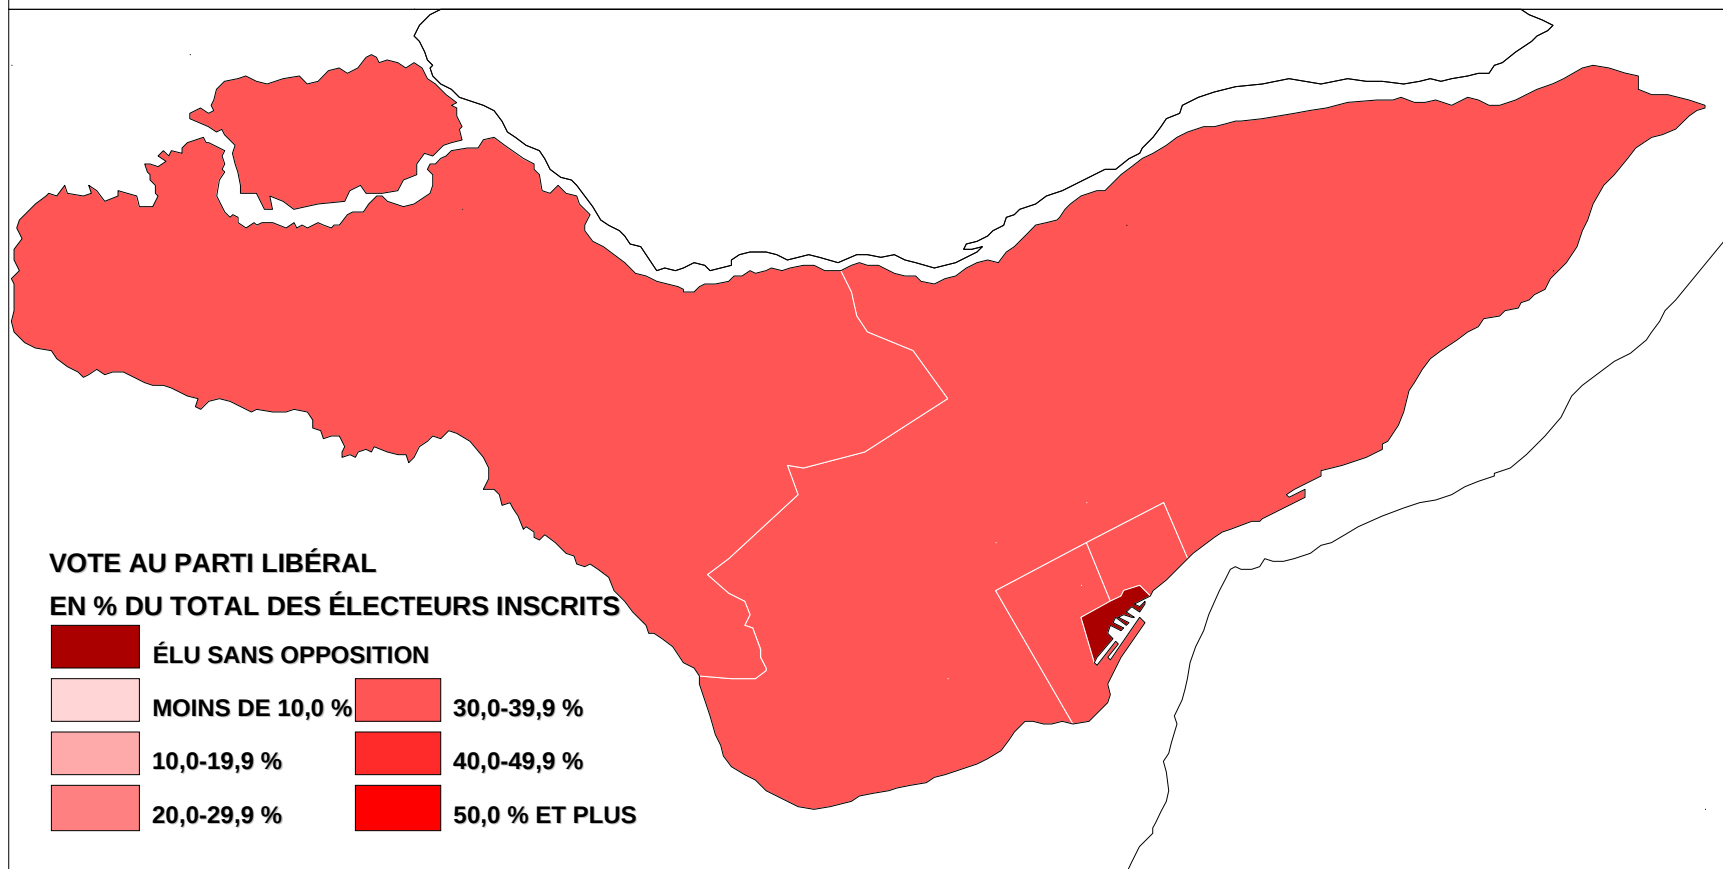 VOTE AU PARTI LIBÉRAL
EN % DU TOTAL DES ÉLECTEURS INSCRITS
ÉLU SANS OPPOSITION
MOINS DE 10,0 %
30,0-39,9 %
10,0-19,9 %
40,0-49,9 %
20,0-29,9 %
50,0 % ET PLUS